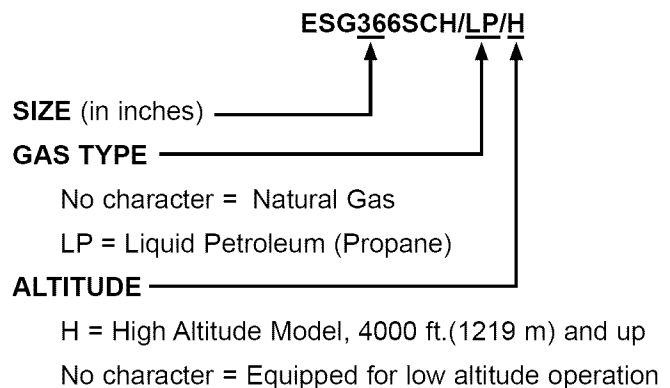 ESG366SCH/LP/H
SIZE (in inches)
GAS TYPE
No character = Natural Gas
LP = Liquid Petroleum (Propane)
ALTITUDE
H = High Altitude Model, 4000 ft.(1219 m) and up
No character = Equipped for low altitude operation